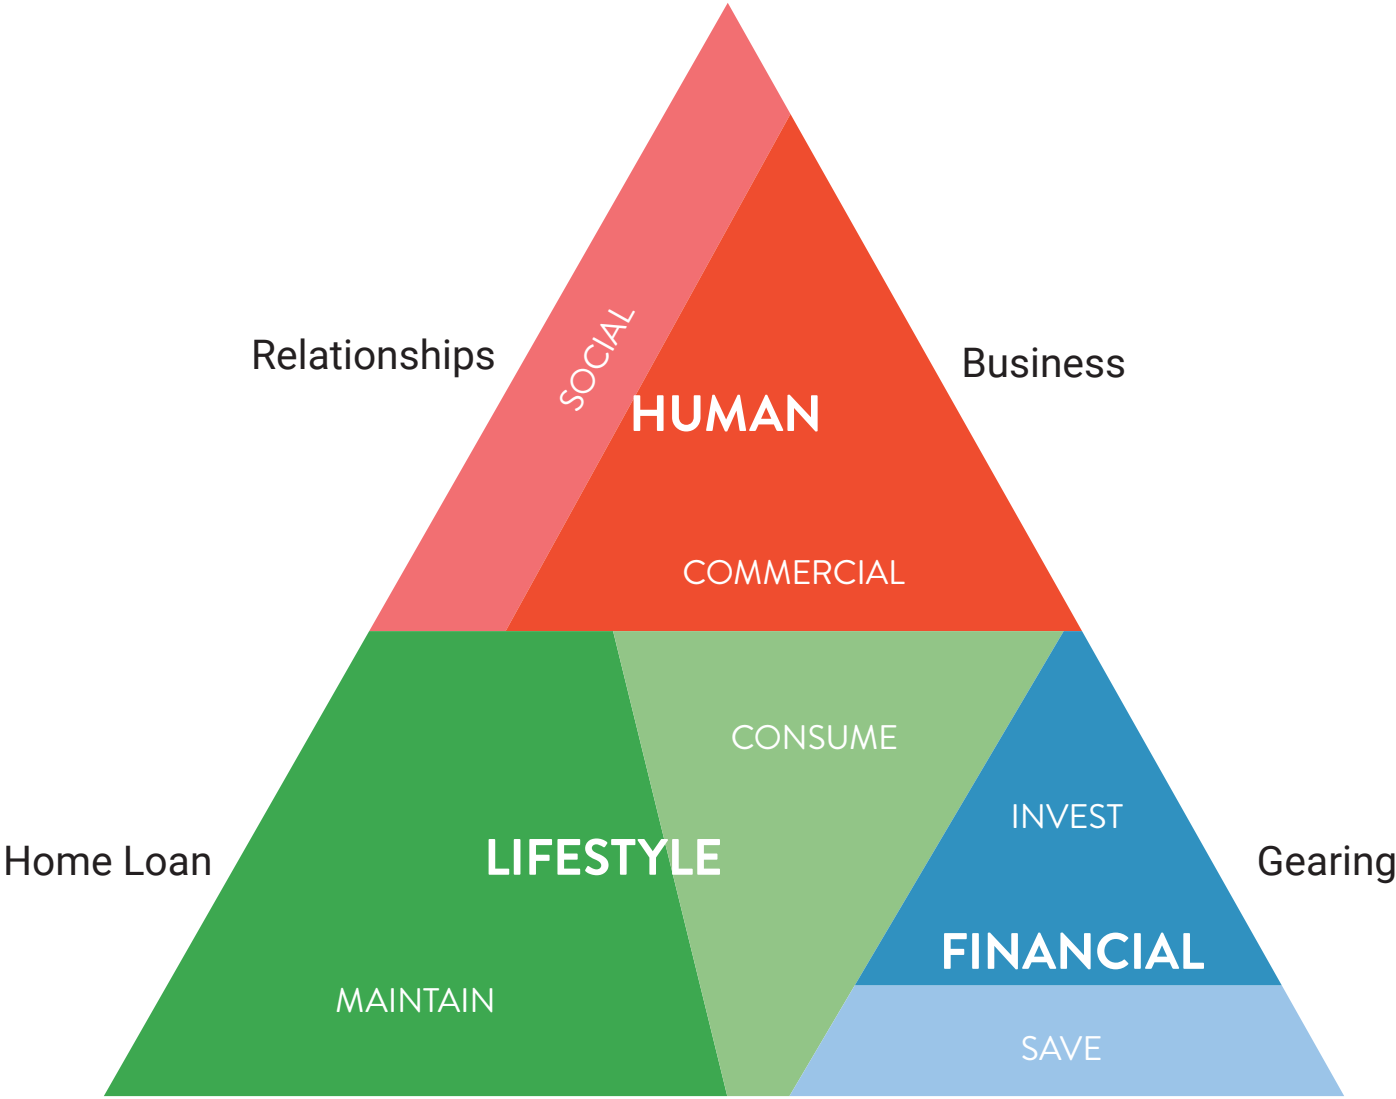 SOCIAL
Relationships
Business
HUMAN
COMMERCIAL
CONSUME
INVEST
LIFESTYLE
Home Loan
Gearing
FINANCIAL
MAINTAIN
SAVE